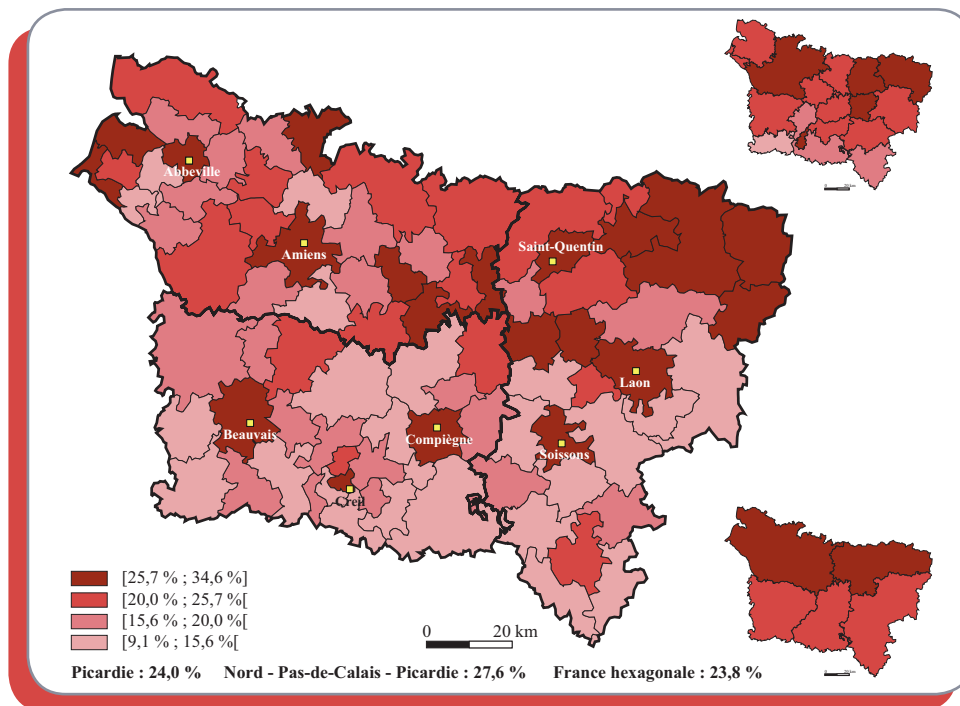 Abbeville
Amiens
Saint-Quentin
Laon
Beauvais
Compiègne
Soissons
Creil
[25,7 % ; 34,6 %]
[20,0 % ; 25,7 %[
[15,6 % ; 20,0 %[
[9,1 % ; 15,6 %[
0 20 km
Picardie : 24,0 % Nord - Pas-de-Calais - Picardie : 27,6 % France hexagonale : 23,8 %